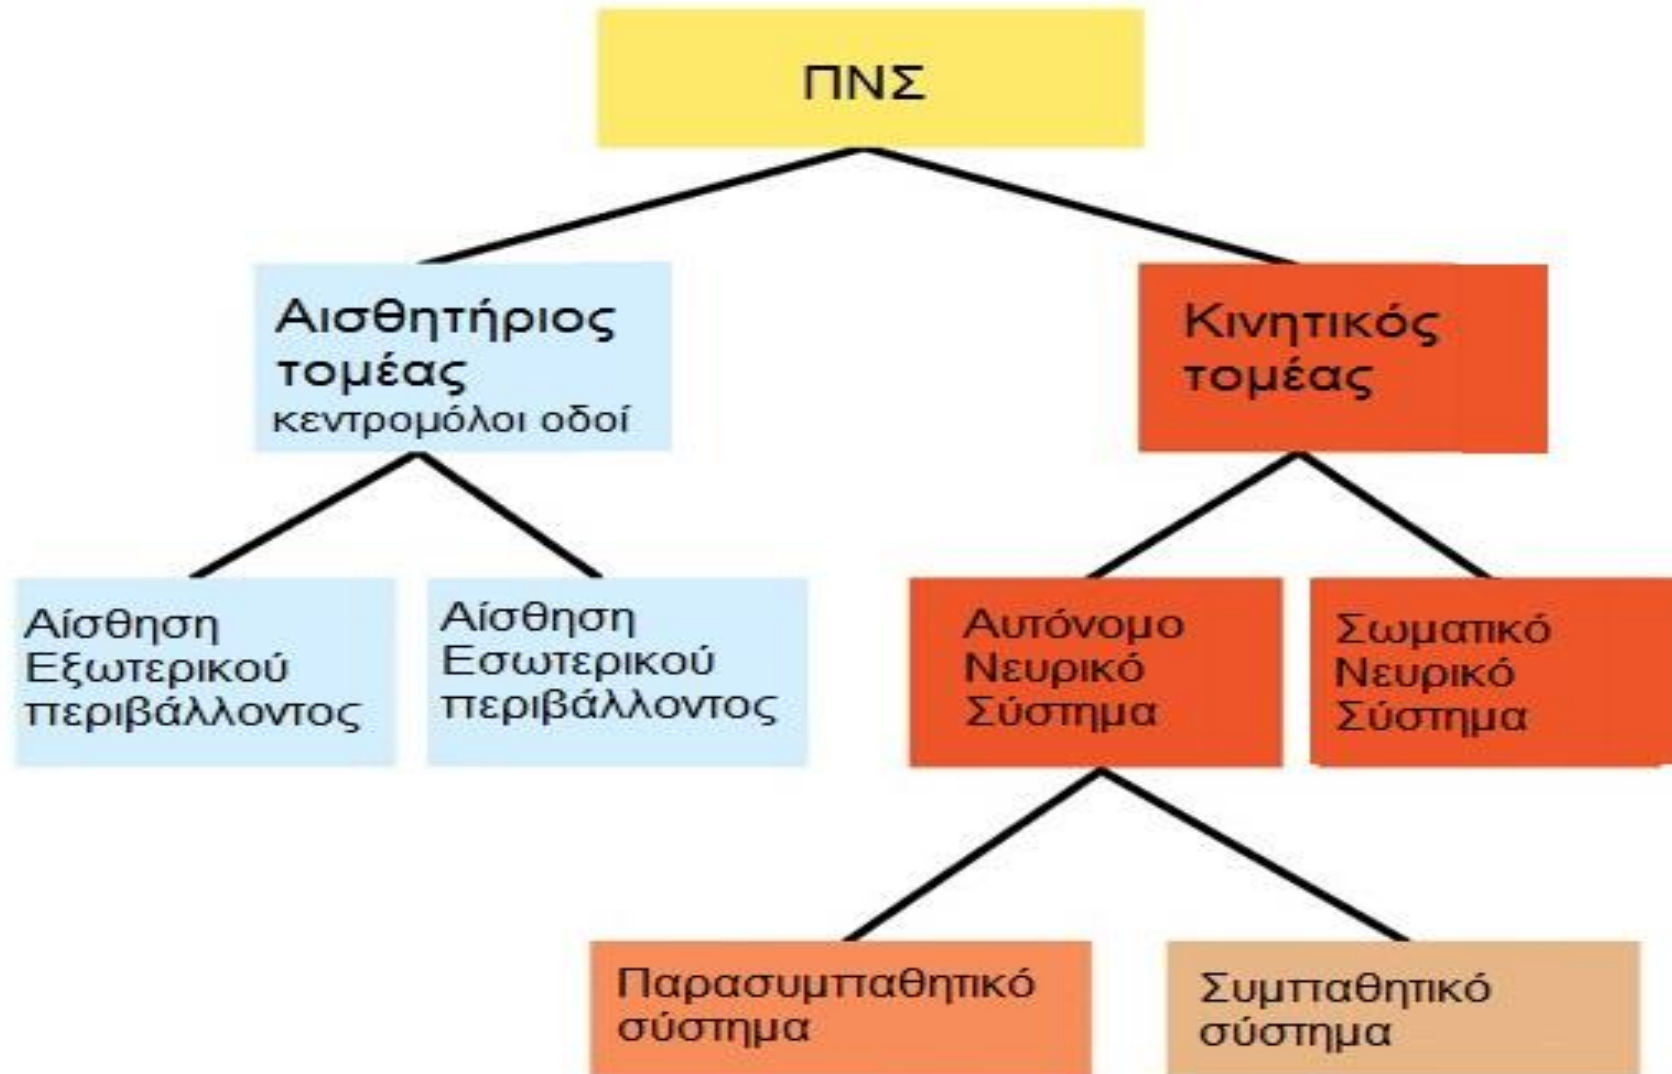 ΠΝΣ
Αισθητήριος
τομέας
κεντρομόλοι οδοί
Κινητικός
τομέας
Αίσθηση
Εξωτερικού
περιβάλλοντος
Αίσθηση
Εσωτερικού
περιβάλλοντος
Αυτόνομο
Νευρικό
Σύστημα
Σωματικό
Νευρικό
Σύστημα
Παρασυμπαθητικό
σύστημα
Συμπαθητικό
σύστημα